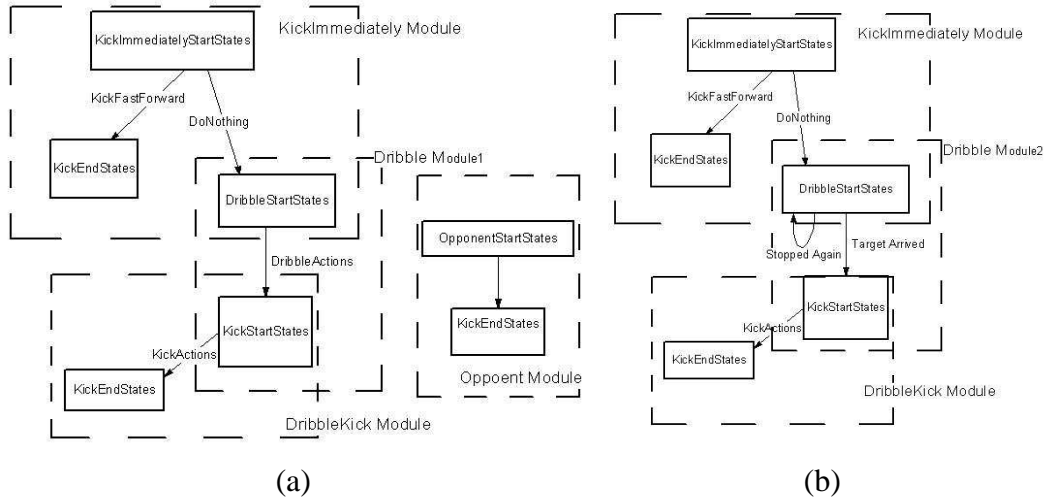 KickImmediately Module
KickImmediatelyStartStates
KickFastForward
DoNothing
KickEndStates
Dribble Module1
DribbleStartStates
DribbleActions
KickStartStates
KickActions
KickEndStates
DribbleKick Module
OpponentStartStates
KickEndStates
Oppoent Module
(a)
KickImmediately Module
KickImmediatelyStartStates
KickFastForward
DoNothing
KickEndStates
Dribble Module2
DribbleStartStates
Stopped Again
Target Arrived
KickStartStates
KickActions
KickEndStates
DribbleKick Module
(b)